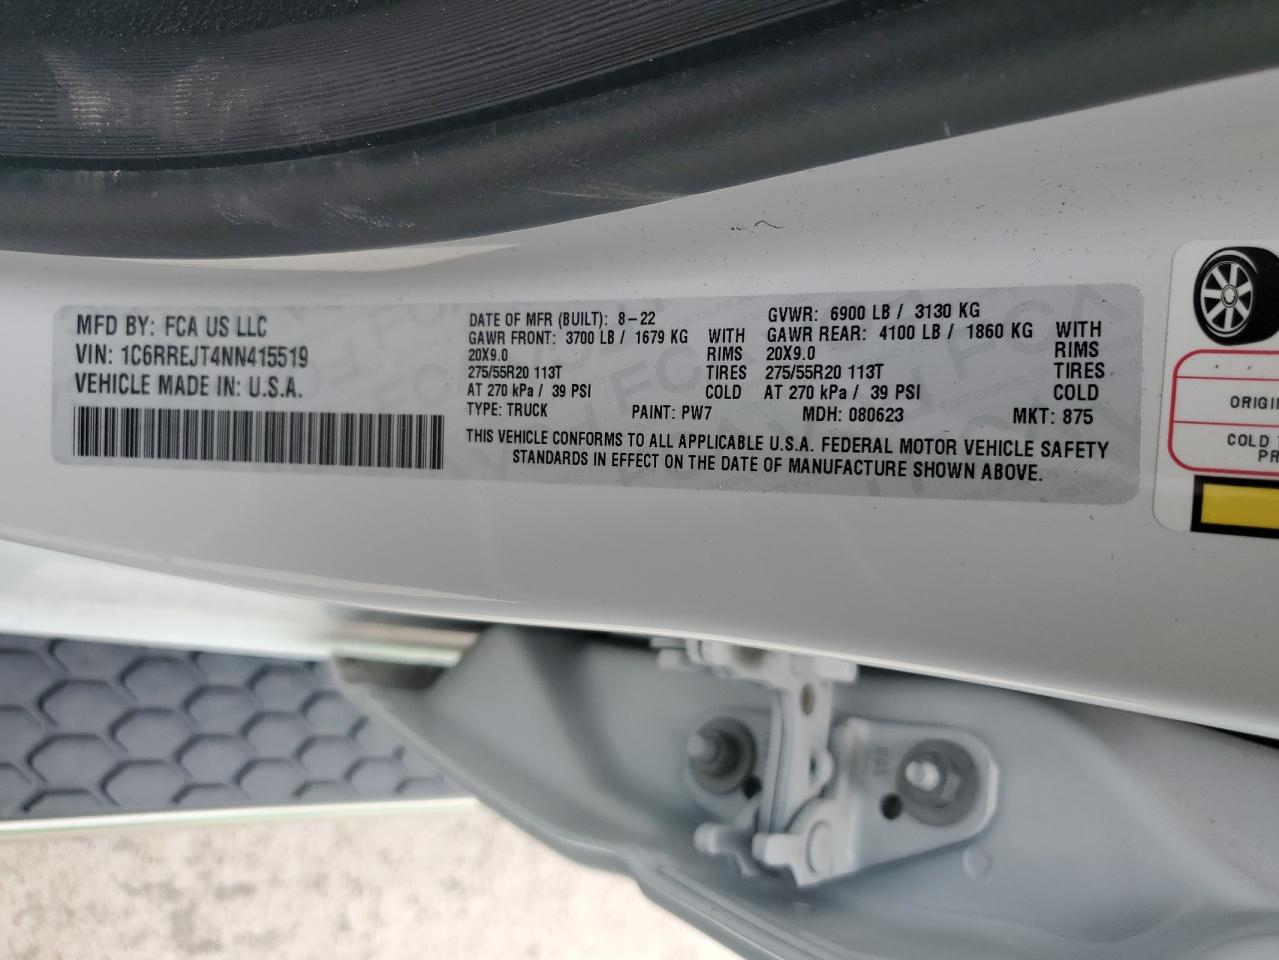 MFD BY: FCA US LLC
VIN: 1C6RREJT4NN415519
VEHICLE MADE IN: U.S.A.
DATE OF MFR (BUILT): 8-22 GVWR: 6900 LB / 3130 KG
GAWR FRONT: 3700 LB / 1679 KG WITH GAWR REAR: 4100 LB / 1860 KG WITH
20X9.0 RIMS 20X9.0 RIMS
275/55R20 113T TIRES 275/55R20 113T TIRES
AT 270 kPa / 39 PSI COLD AT 270 kPa / 39 PSI COLD
TYPE: TRUCK PAINT: PW7 MDH: 080623 MKT: 875
THIS VEHICLE CONFORMS TO ALL APPLICABLE U.S.A. FEDERAL MOTOR VEHICLE SAFETY
STANDARDS IN EFFECT ON THE DATE OF MANUFACTURE SHOWN ABOVE.
ORIGIN
COLD
PR